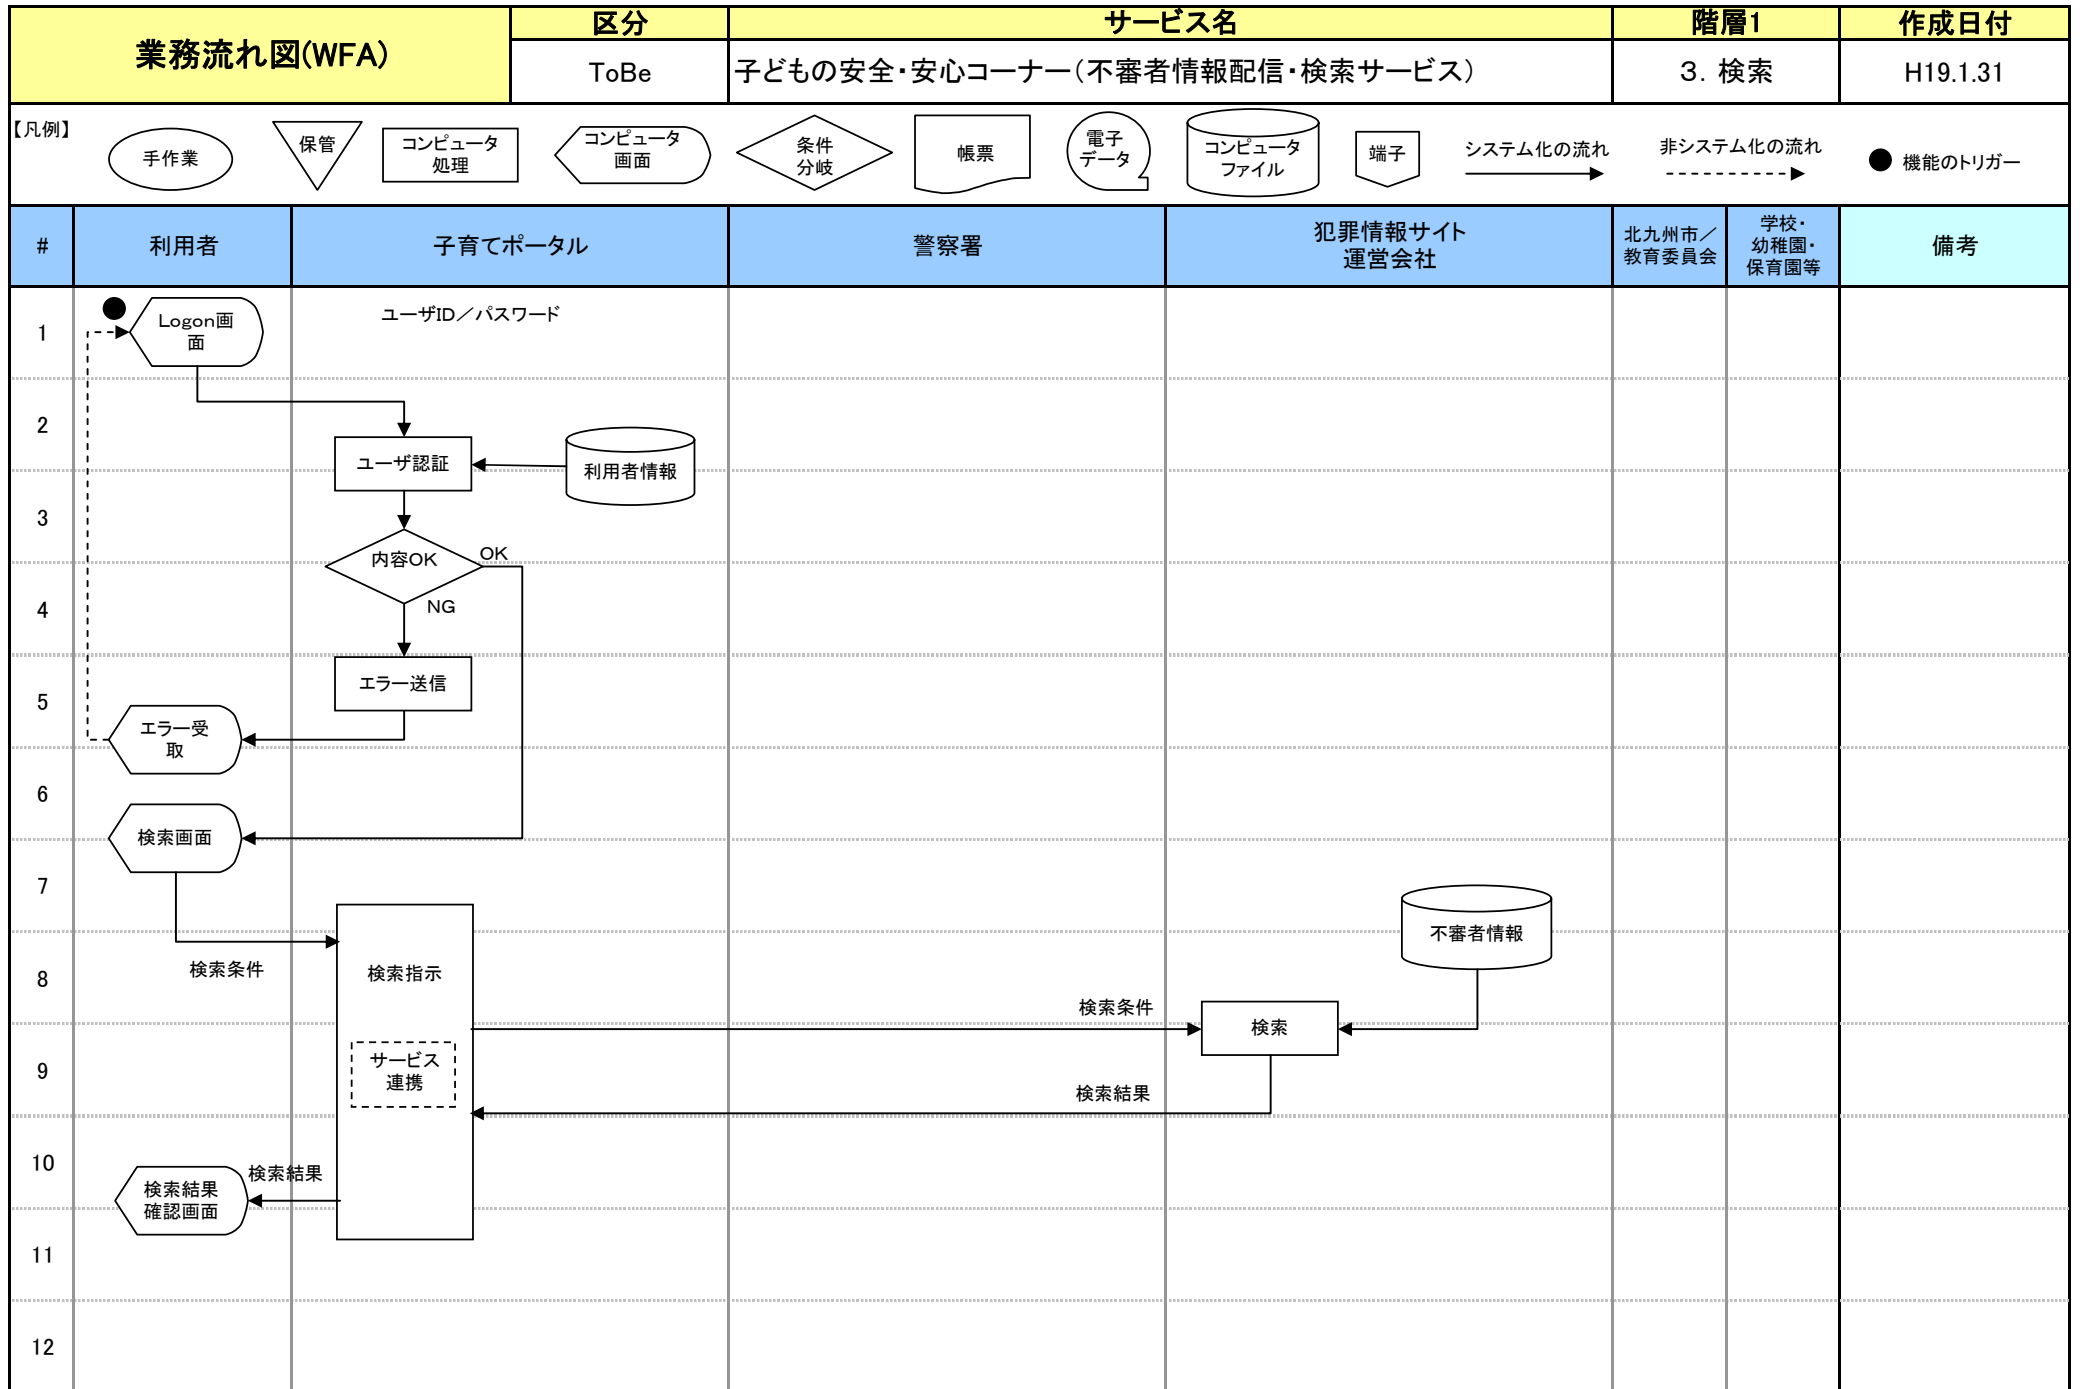 業務流れ図(WFA)
区分
サービス名
階層1
作成日付
ToBe
子どもの安全・安心コーナー（不審者情報配信・検索サービス）
３．検索
H19.1.31
【凡例】
手作業
保管
コンピュータ
処理
コンピュータ
画面
条件
分岐
帳票
電子
データ
コンピュータ
ファイル
端子
システム化の流れ
非システム化の流れ
機能のトリガー
#
利用者
子育てポータル
警察署
犯罪情報サイト
運営会社
北九州市／
教育委員会
学校・
幼稚園・
保育園等
備考
1
Logon画
面
ユーザID／パスワード
2
ユーザ認証
利用者情報
3
内容OK
OK
4
NG
エラー送信
5
エラー受
取
6
検索画面
7
不審者情報
8
検索条件
検索指示
検索条件
検索
9
サービス
連携
検索結果
10
検索結果
検索結果
確認画面
11
12